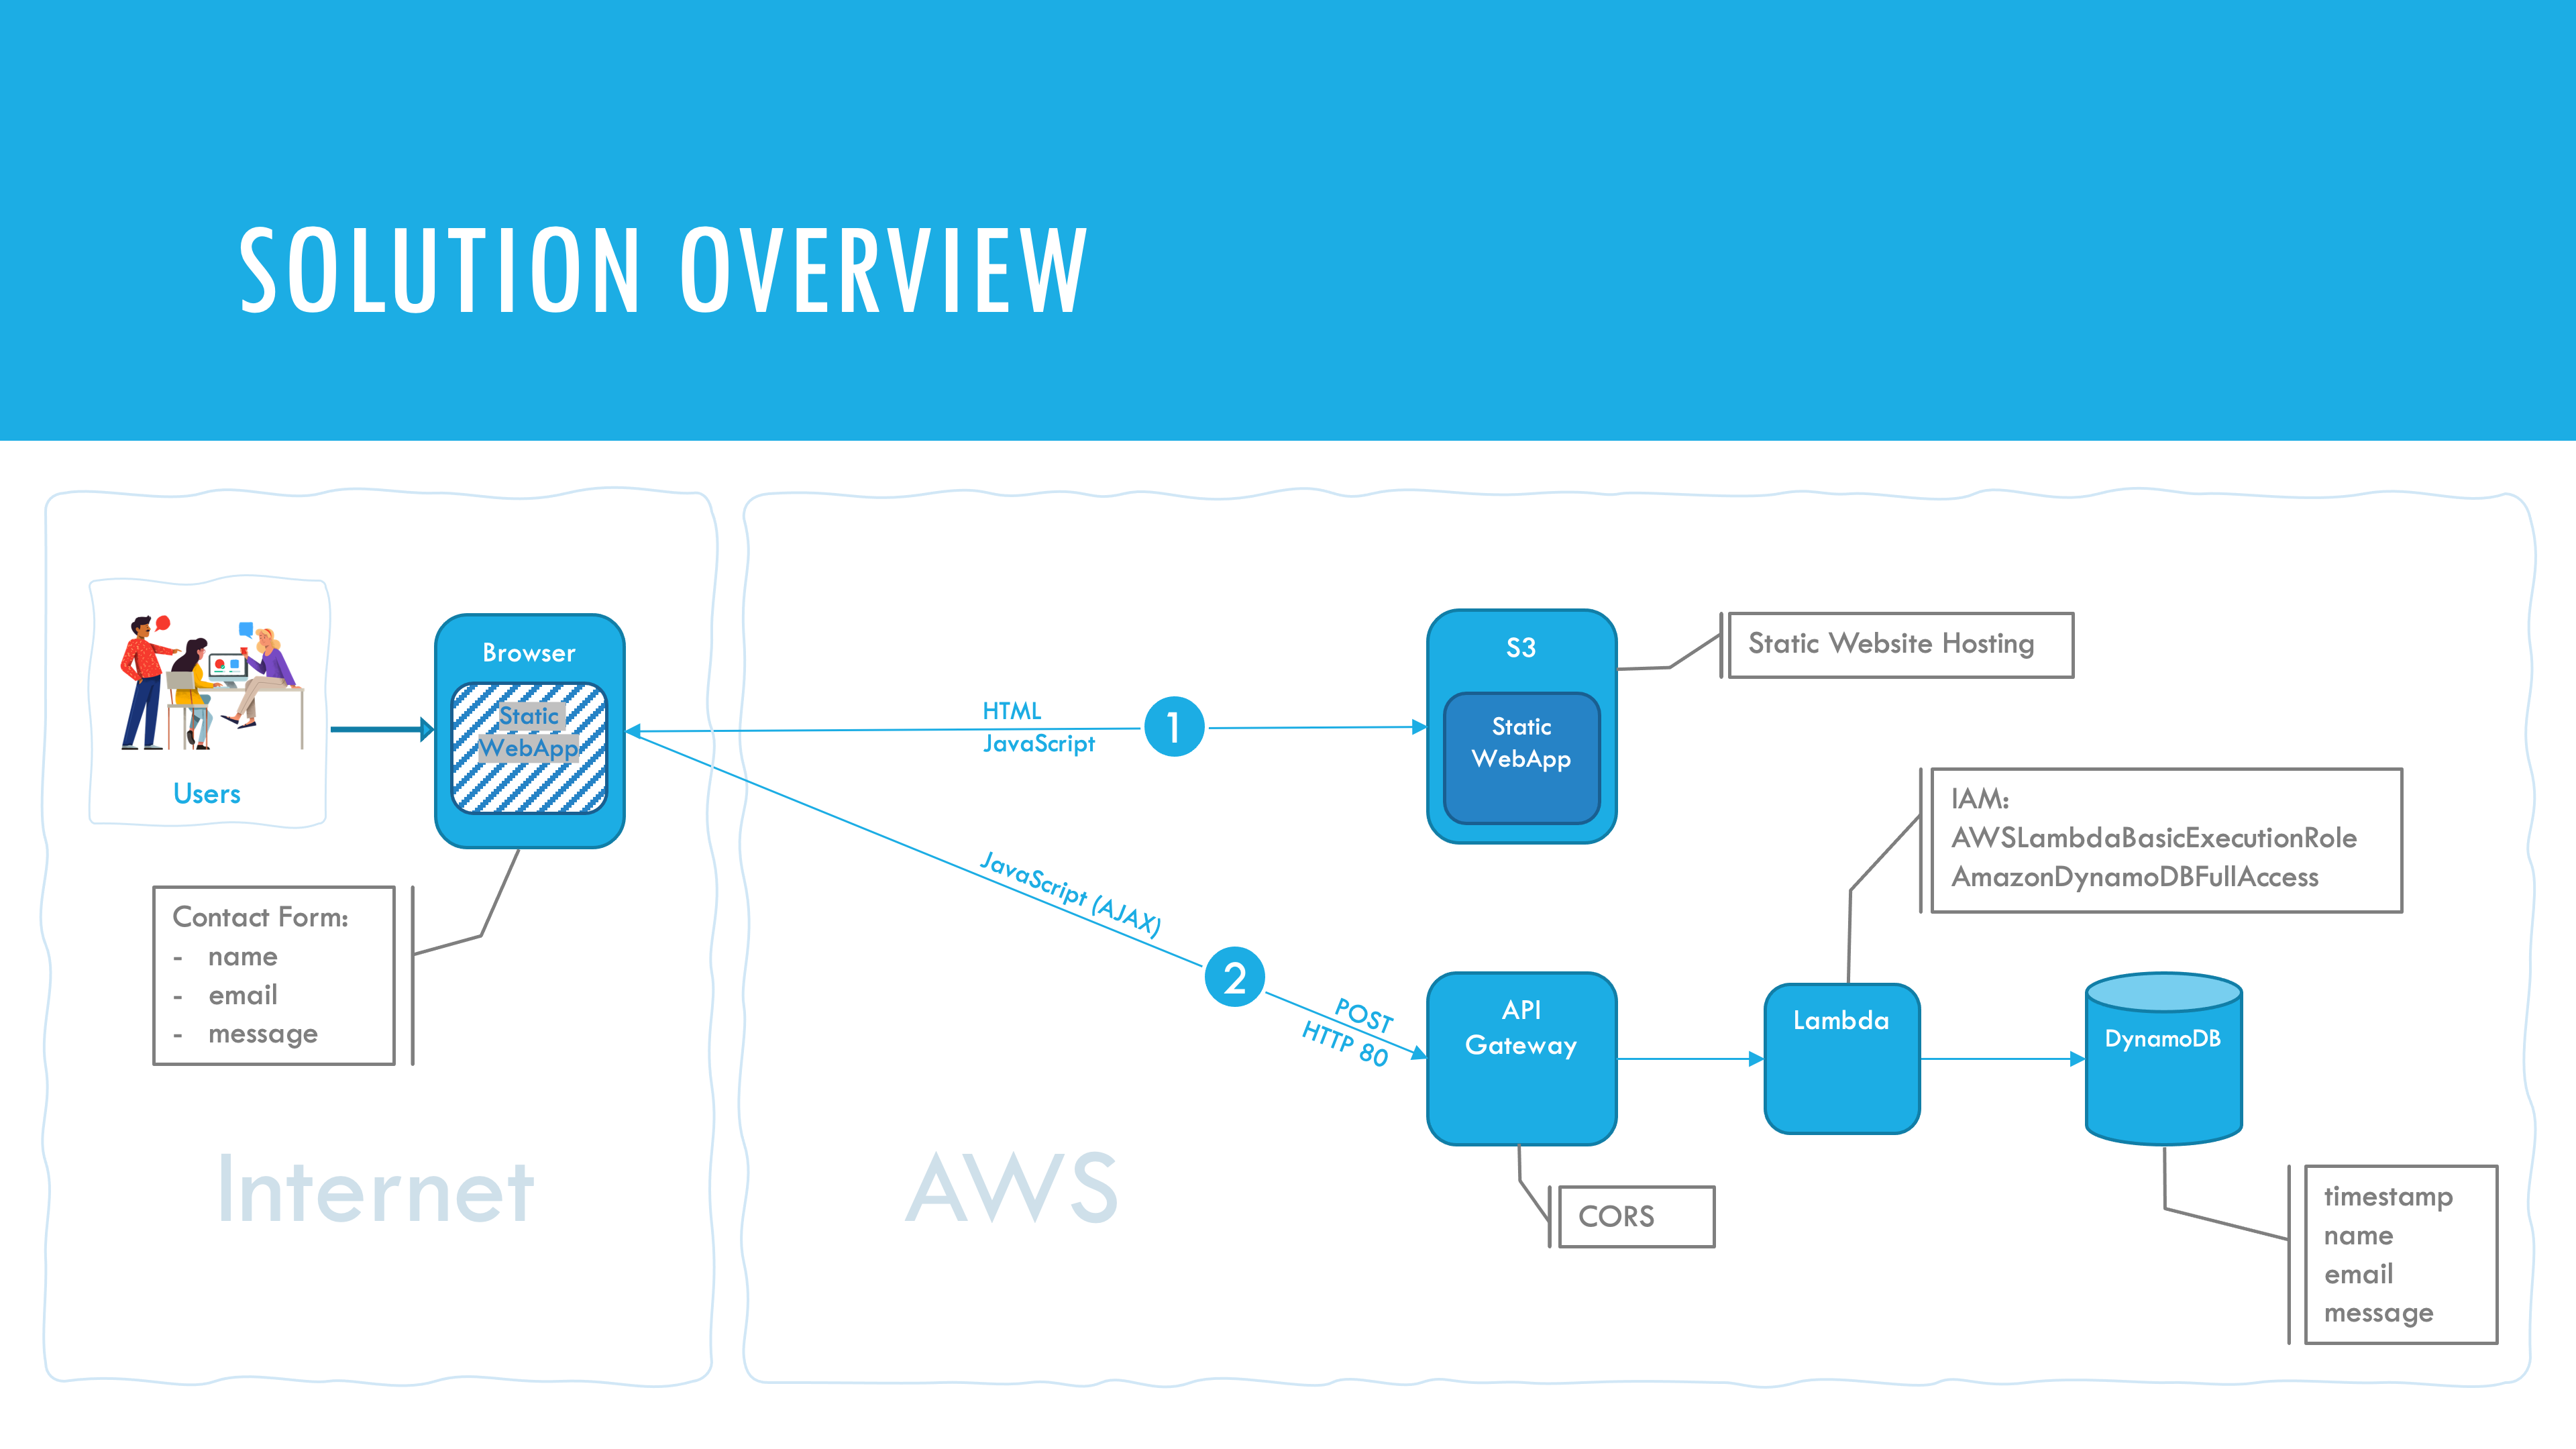 SOLUTION OVERVIEW
Users
Browser
Static
WebApp
Contact Form:
- name
- email
- message
Internet
HTML
JavaScript
1
S3
Static
WebApp
Static Website Hosting
JavaScript (AJAX)
2
POST
HTTP 80
API
Gateway
CORS
Lambda
IAM:
AWSLambdaBasicExecutionRole
AmazonDynamoDBFullAccess
DynamoDB
timestamp
name
email
message
AWS